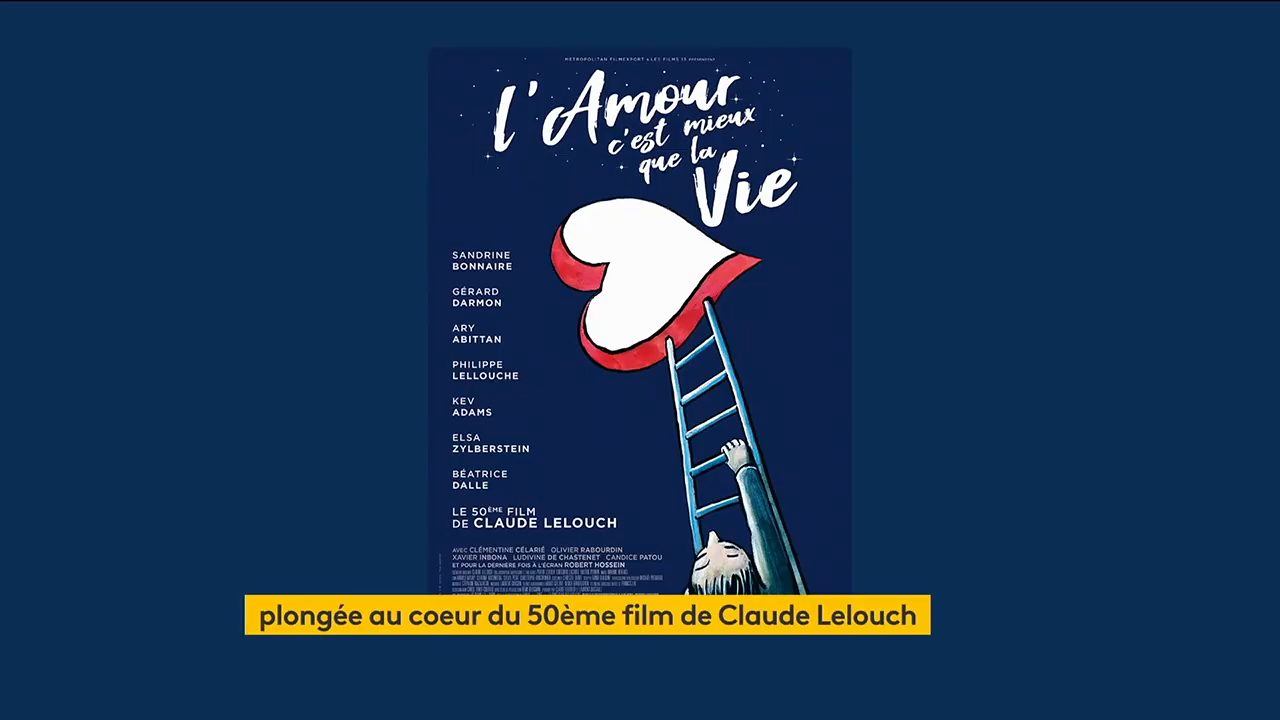 METROPOLITAN FILMEXPORT & LES FILMS 13 PRÉSENTENT
l'Amour
c'est mieux
que la
Vie
SANDRINE
BONNAIRE
GÉRARD
DARMON
ARY
ABITTAN
PHILIPPE
LELLOUCHE
KEV
ADAMS
ELSA
ZYLBERSTEIN
BÉATRICE
DALLE
LE 50ÈME FILM
DE CLAUDE LELOUCH
AVEC CLÉMENTINE CÉLARIÉ OLIVIER RABOURDIN
XAVIER INBONA LUDIVINE DE CHASTENET CANDICE PATOU
ET POUR LA DERNIÈRE FOIS À L'ÉCRAN ROBERT HOSSEIN
plongée au coeur du 50ème film de Claude Lelouch